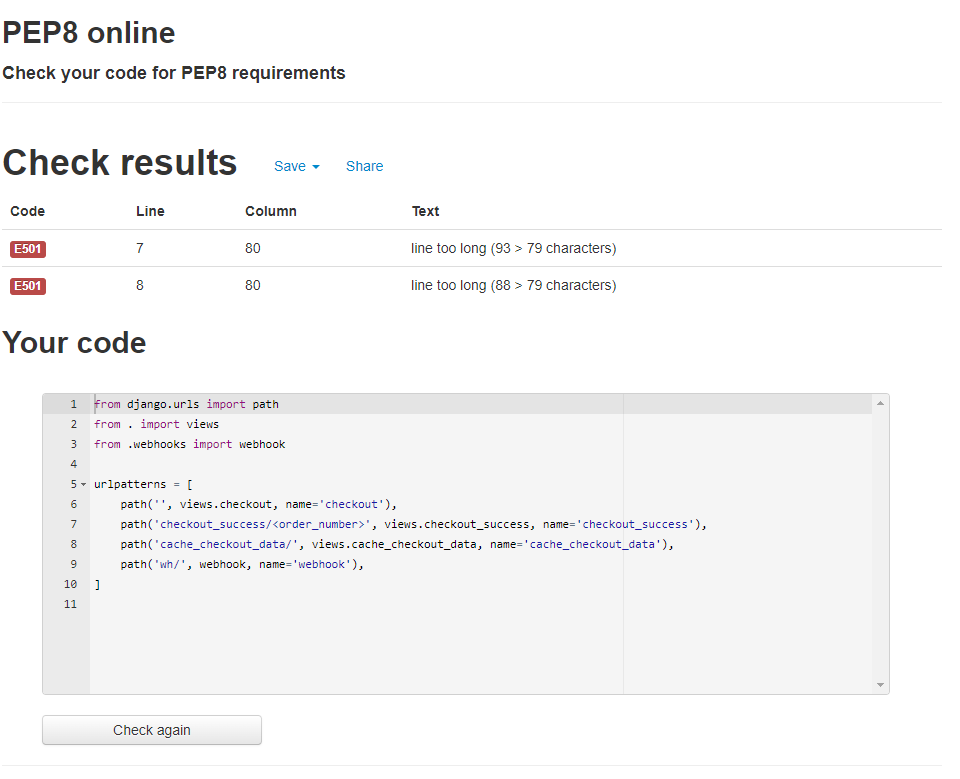 PEP8 online
Check your code for PEP8 requirements
Check results Save Share
Code Line Column Text
E501 7 80 line too long (93 > 79 characters)
E501 8 80 line too long (88 > 79 characters)
Your code
1 from django.urls import path
2 from . import views
3 from .webhooks import webhook
4
5 urlpatterns = [
6     path('', views.checkout, name='checkout'),
7     path('checkout_success/<order_number>', views.checkout_success, name='checkout_success'),
8     path('cache_checkout_data/', views.cache_checkout_data, name='cache_checkout_data'),
9     path('wh/', webhook, name='webhook'),
10 ]
11
Check again